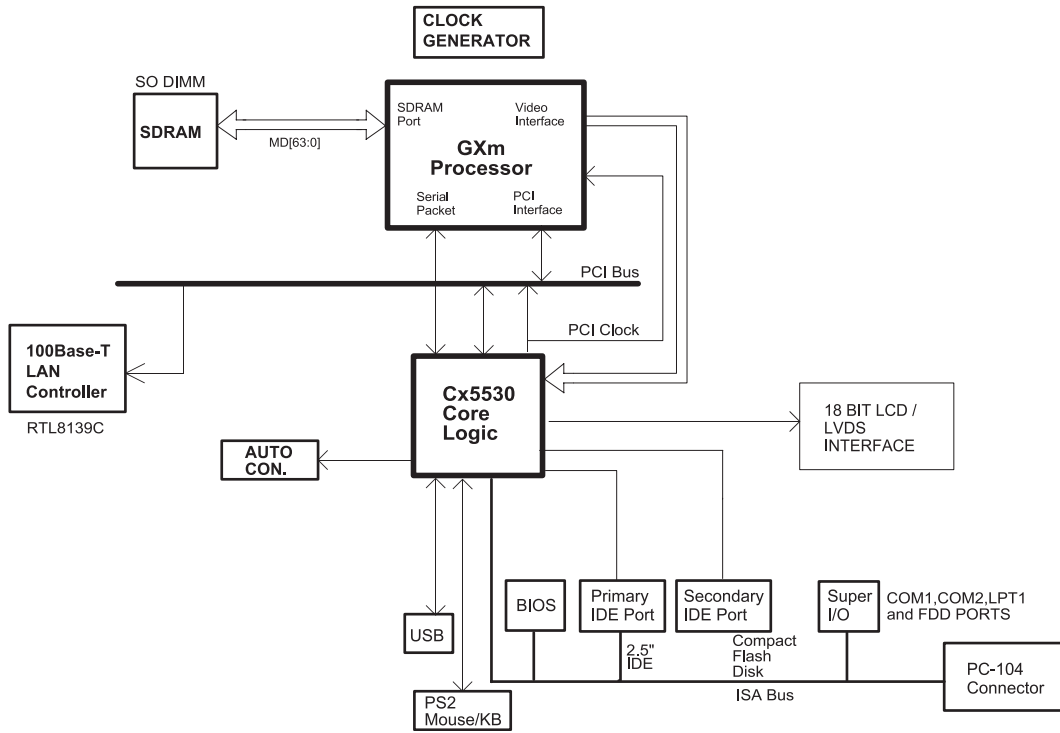 CLOCK
GENERATOR
SO DIMM
SDRAM
MD[63:0]
SDRAM
Port
Video
Interface
GXm
Processor
Serial
Packet
PCI
Interface
PCI Bus
PCI Clock
100Base-T
LAN
Controller
RTL8139C
Cx5530
Core
Logic
18 BIT LCD /
LVDS
INTERFACE
AUTO
CON.
USB
PS2
Mouse/KB
BIOS
Primary
IDE Port
2.5"
IDE
Secondary
IDE Port
Compact
Flash
Disk
Super
I/O
COM1,COM2,LPT1
and FDD PORTS
ISA Bus
PC-104
Connector